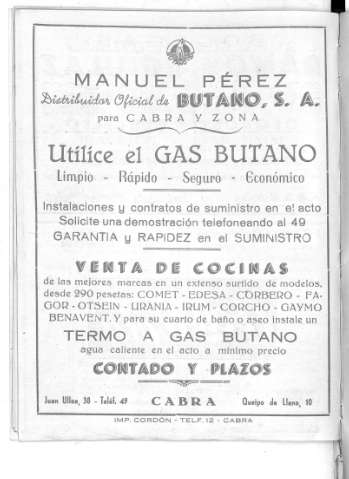 MANUEL PÉREZ
Distribuidor Oficial de BUTANO, S. A.
para CABRA Y ZONA
Utilice el GAS BUTANO
Limpio - Rápido - Seguro - Económico
Instalaciones y contratos de suministro en el acto
Solicite una demostración telefoneando al 49
GARANTIA y RAPIDEZ en el SUMINISTRO
VENTA DE COCINAS
de las mejores marcas en un extenso surtido de modelos,
desde 290 pesetas: COMET - EDESA - CORBERO - FA-
GOR - OTSEIN - URANIA - IRUM - CORCHO - GAYMO
BENAVENT. Y para su cuarto de baño o aseo instale un
TERMO A GAS BUTANO
agua caliente en el acto a mínimo precio
CONTADO Y PLAZOS
Juan Ulloa, 38 - Teléf. 49 CABRA Queipo de Llano, 10
IMP. CORDÓN - TELF. 12 - CABRA